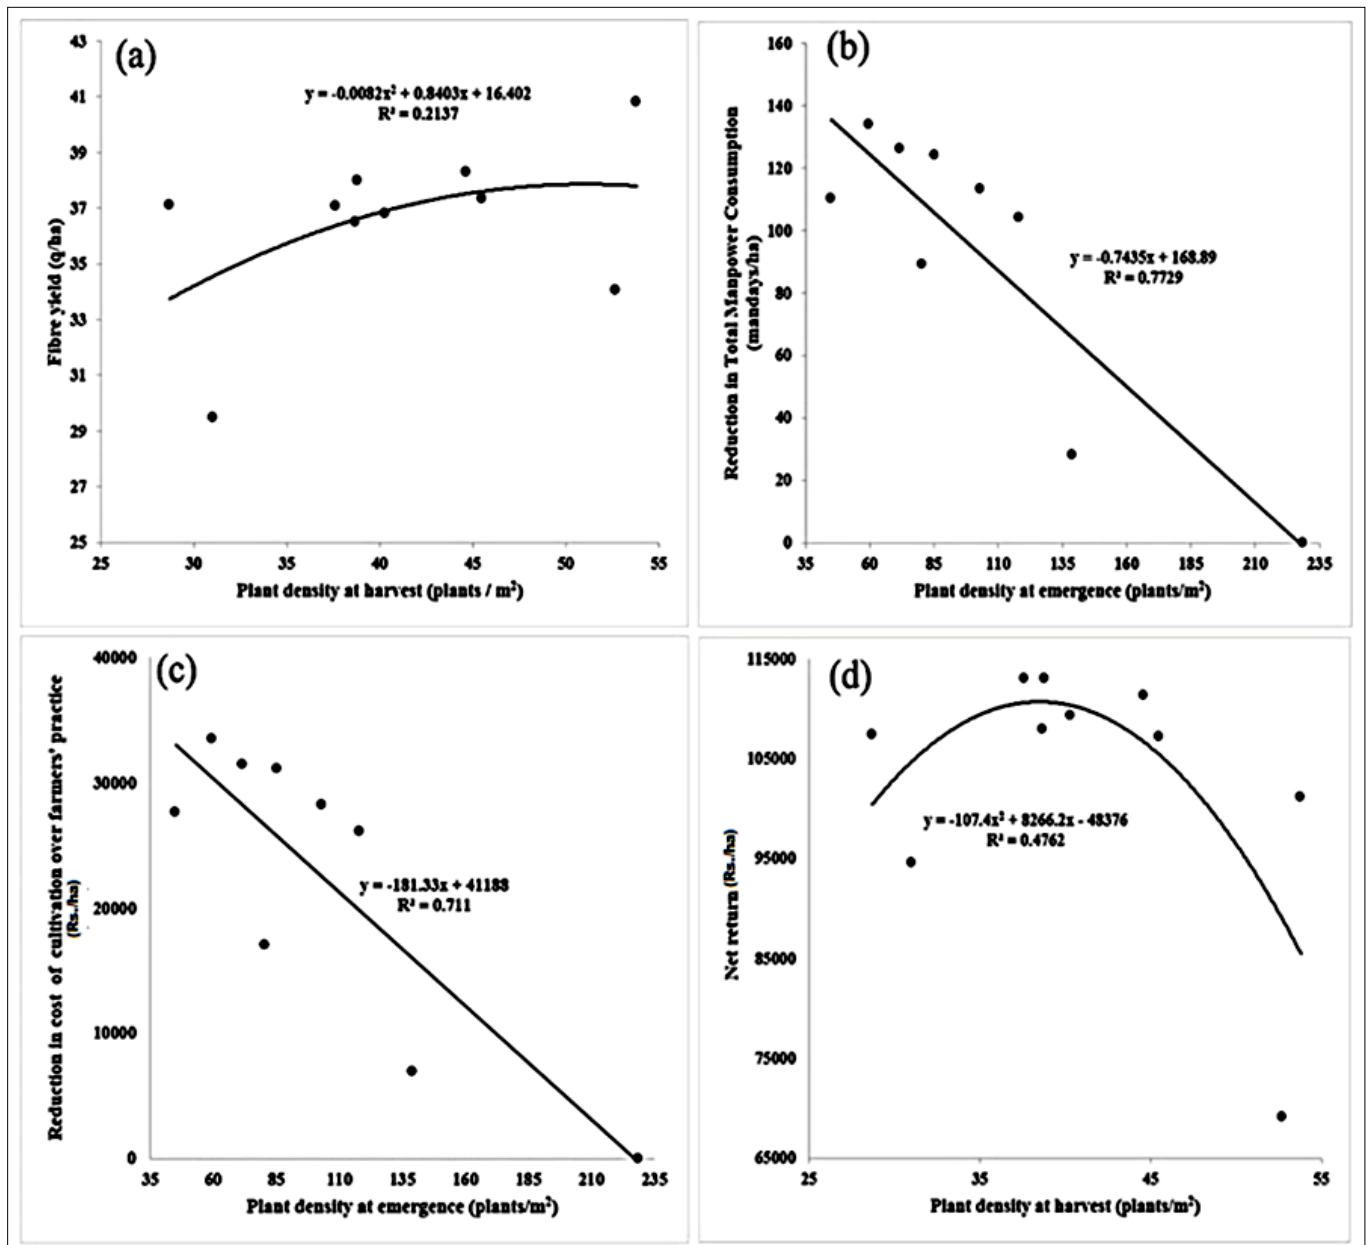 (a)
43
41
39
37
35
33
31
29
27
25
Fibre yield (q/ha)
y = -0.0082x² + 0.8403x + 16.402
R² = 0.2137
25 30 35 40 45 50 55
Plant density at harvest (plants / m²)
(b)
160
140
120
100
80
60
40
20
0
Reduction in Total Manpower Consumption
(mandays/ha)
y = -0.7435x + 168.89
R² = 0.7729
35 60 85 110 135 160 185 210 235
Plant density at emergence (plants/m²)
(c)
40000
30000
20000
10000
0
Reduction in cost of cultivation over farmers' practice
(Rs./ha)
y = -181.33x + 41188
R² = 0.711
35 60 85 110 135 160 185 210 235
Plant density at emergence (plants/m²)
(d)
115000
105000
95000
85000
75000
65000
Net return (Rs./ha)
y = -107.4x² + 8266.2x - 48376
R² = 0.4762
25 35 45 55
Plant density at harvest (plants/m²)